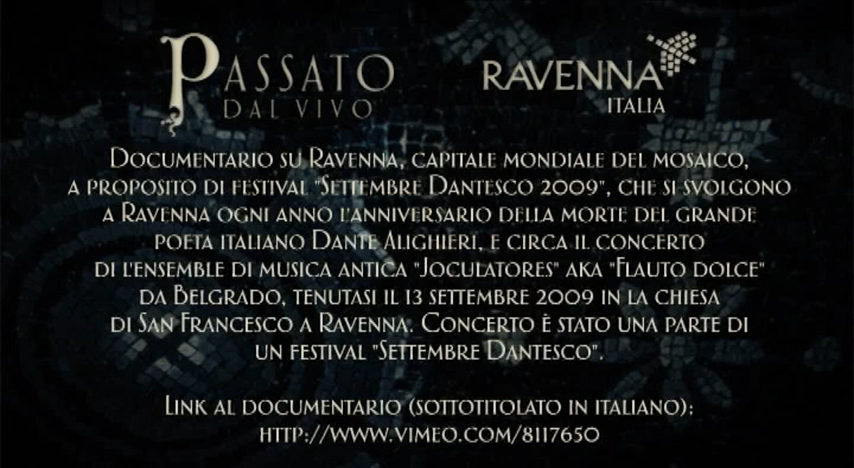 PASSATO
DAL VIVO
RAVENNA
ITALIA
DOCUMENTARIO SU RAVENNA, CAPITALE MONDIALE DEL MOSAICO,
A PROPOSITO DI FESTIVAL "SETTEMBRE DANTESCO 2009", CHE SI SVOLGONO
A RAVENNA OGNI ANNO L'ANNIVERSARIO DELLA MORTE DEL GRANDE
POETA ITALIANO DANTE ALIGHIERI, E CIRCA IL CONCERTO
DI L'ENSEMBLE DI MUSICA ANTICA "JOCULATORES" AKA "FLAUTO DOLCE"
DA BELGRADO, TENUTASI IL 13 SETTEMBRE 2009 IN LA CHIESA
DI SAN FRANCESCO A RAVENNA. CONCERTO È STATO UNA PARTE DI
UN FESTIVAL "SETTEMBRE DANTESCO".
LINK AL DOCUMENTARIO (SOTTOTITOLATO IN ITALIANO):
HTTP://WWW.VIMEO.COM/8117650